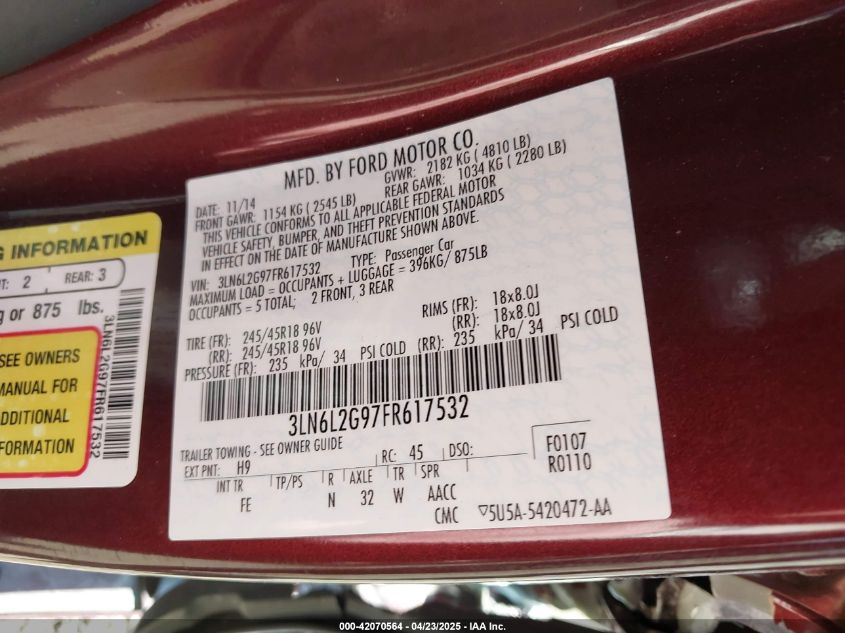 MFD. BY FORD MOTOR CO.
DATE: 11/14 GVWR: 2182 KG ( 4810 LB)
FRONT GAWR: 1154 KG ( 2545 LB) REAR GAWR: 1034 KG ( 2280 LB)
THIS VEHICLE CONFORMS TO ALL APPLICABLE FEDERAL MOTOR
VEHICLE SAFETY, BUMPER, AND THEFT PREVENTION STANDARDS
IN EFFECT ON THE DATE OF MANUFACTURE SHOWN ABOVE.
VIN: 3LN6L2G97FR617532 TYPE: Passenger Car
MAXIMUM LOAD = OCCUPANTS + LUGGAGE = 396KG/ 875LB
OCCUPANTS = 5 TOTAL; 2 FRONT, 3 REAR
TIRE (FR): 245/45R18 96V RIMS (FR): 18x8.0J
(RR): 245/45R18 96V (RR): 18x8.0J
PRESSURE (FR): 235 kPa/ 34 PSI COLD (RR): 235 kPa/ 34 PSI COLD
3LN6L2G97FR617532
TRAILER TOWING - SEE OWNER GUIDE
EXT PNT: H9 RC: 45 DSO: F0107
R0110
INT TR TP/PS R AXLE TR SPR
FE N 32 W AACC
CMC ▽5U5A-5420472-AA
INFORMATION
2 REAR: 3
or 875 lbs.
SEE OWNERS
MANUAL FOR
ADDITIONAL
INFORMATION
3LN6L2G97FR617532
000-42070564 - 04/23/2025 - IAA Inc.